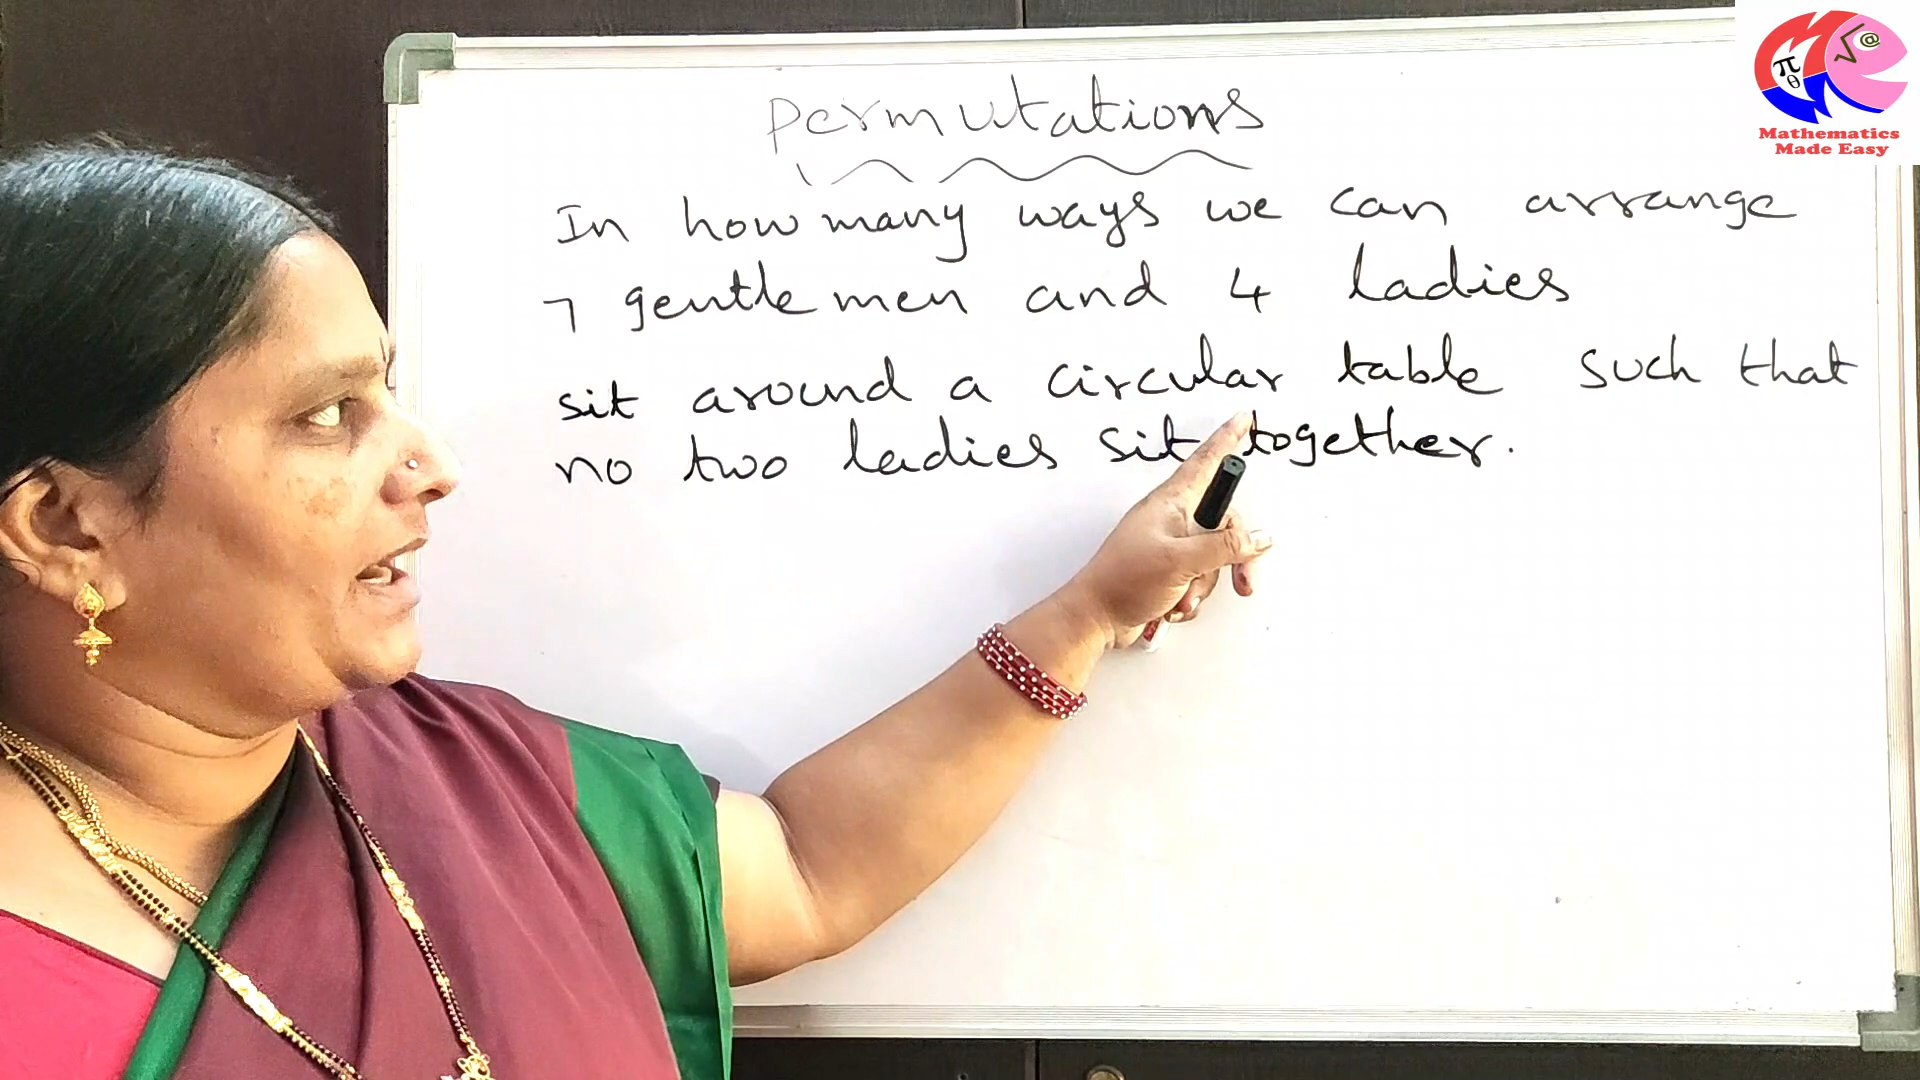 permutations
In how many ways we can arrange
7 gentlemen and 4 ladies
sit around a circular table such that
no two ladies sit together.
π
θ
√@
Mathematics
Made Easy